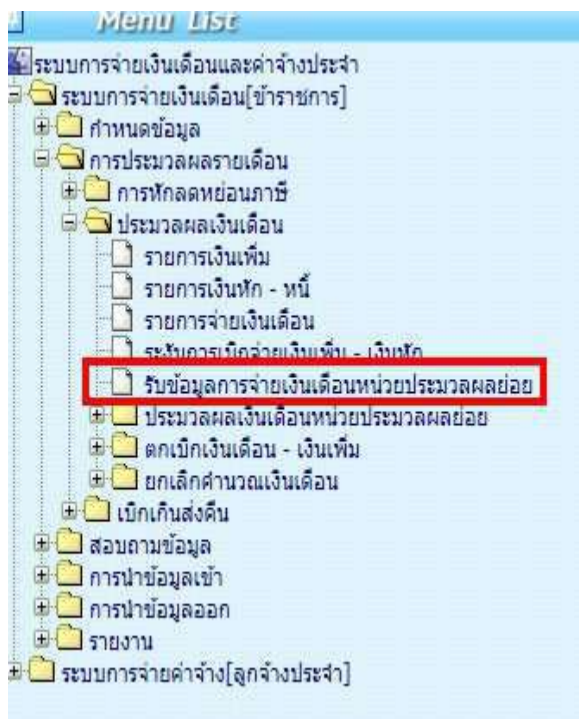 Menu List
ระบบการจ่ายเงินเดือนและค่าจ้างประจำ
ระบบการจ่ายเงินเดือน[ข้าราชการ]
กำหนดข้อมูล
การประมวลผลรายเดือน
การหักลดหย่อนภาษี
ประมวลผลเงินเดือน
รายการเงินเพิ่ม
รายการเงินหัก - หนี้
รายการจ่ายเงินเดือน
ระงับการเบิกจ่ายเงินเพิ่ม - เงินหัก
รับข้อมูลการจ่ายเงินเดือนหน่วยประมวลผลย่อย
ประมวลผลเงินเดือนหน่วยประมวลผลย่อย
ตกเบิกเงินเดือน - เงินเพิ่ม
ยกเลิกคำนวณเงินเดือน
เบิกเกินส่งคืน
สอบถามข้อมูล
การนำข้อมูลเข้า
การนำข้อมูลออก
รายงาน
ระบบการจ่ายค่าจ้าง[ลูกจ้างประจำ]